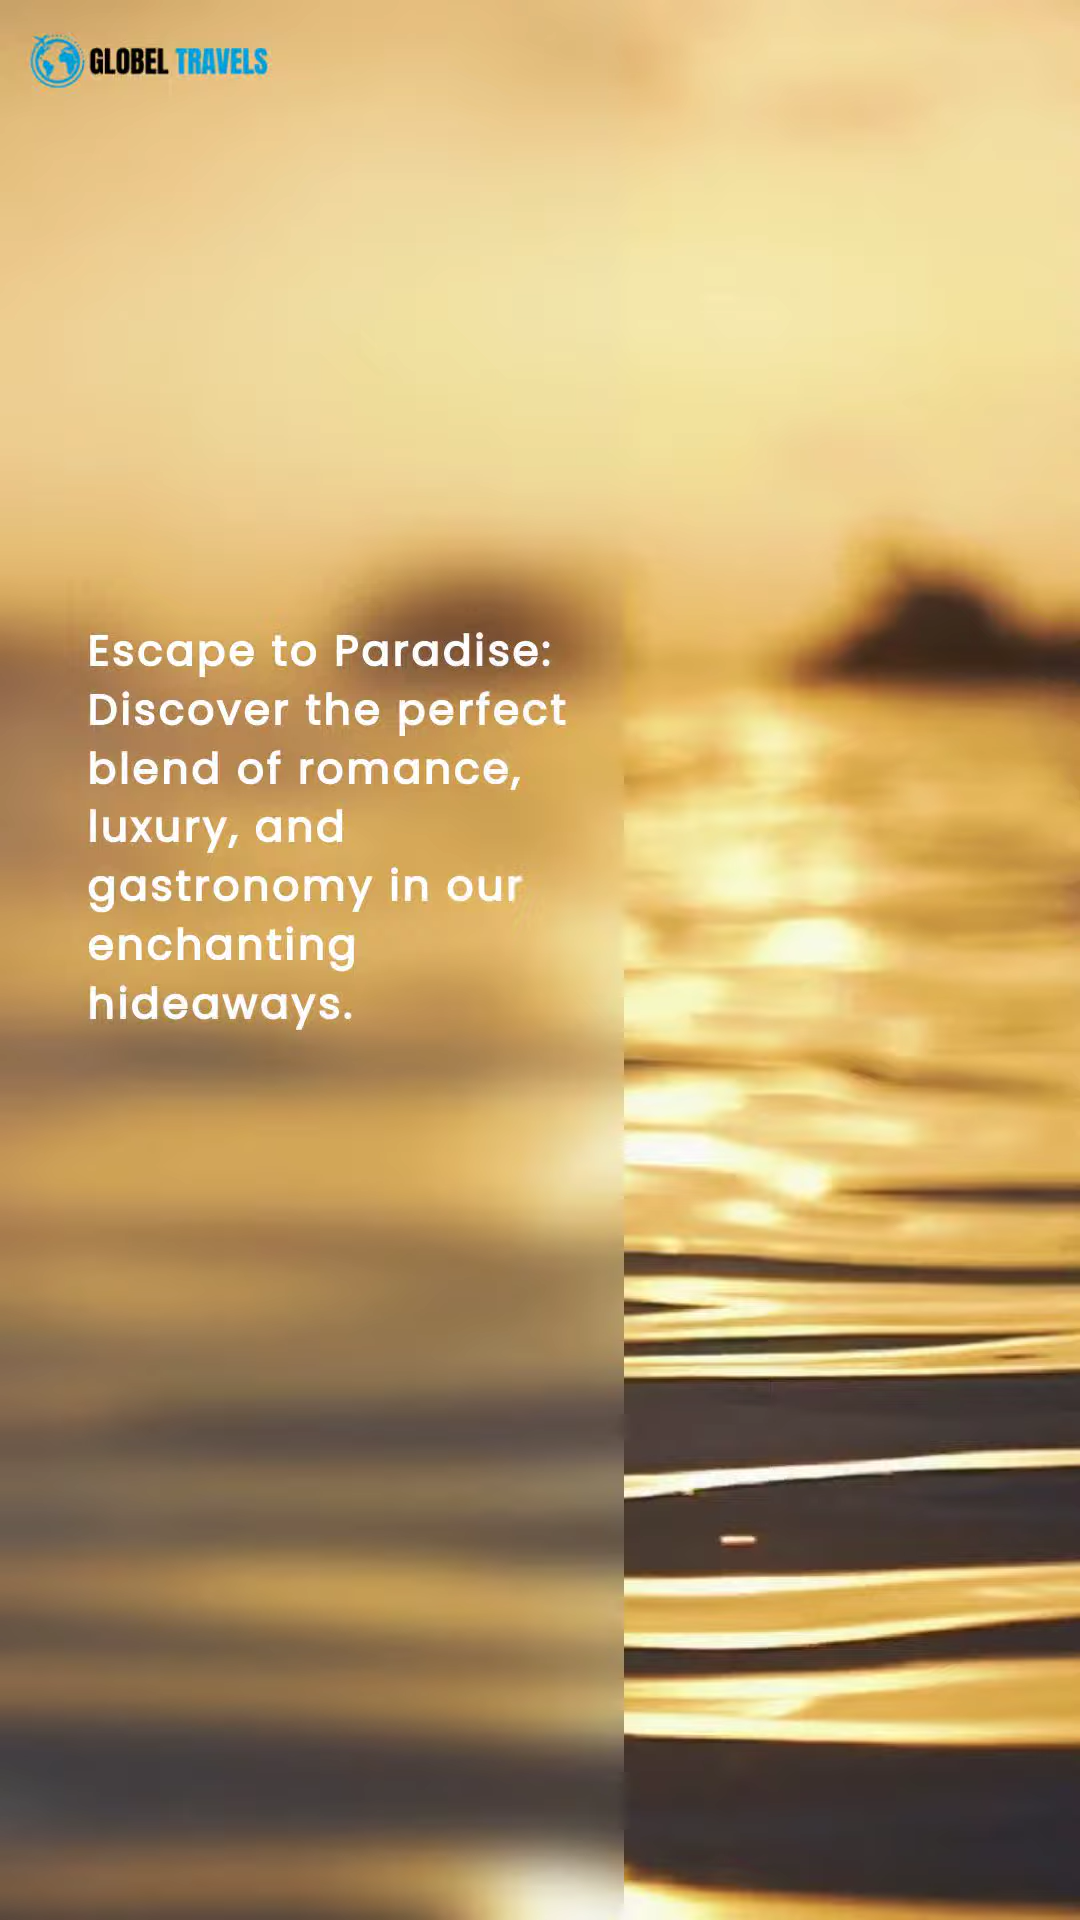 GLOBEL TRAVELS
Escape to Paradise:
Discover the perfect
blend of romance,
luxury, and
gastronomy in our
enchanting
hideaways.